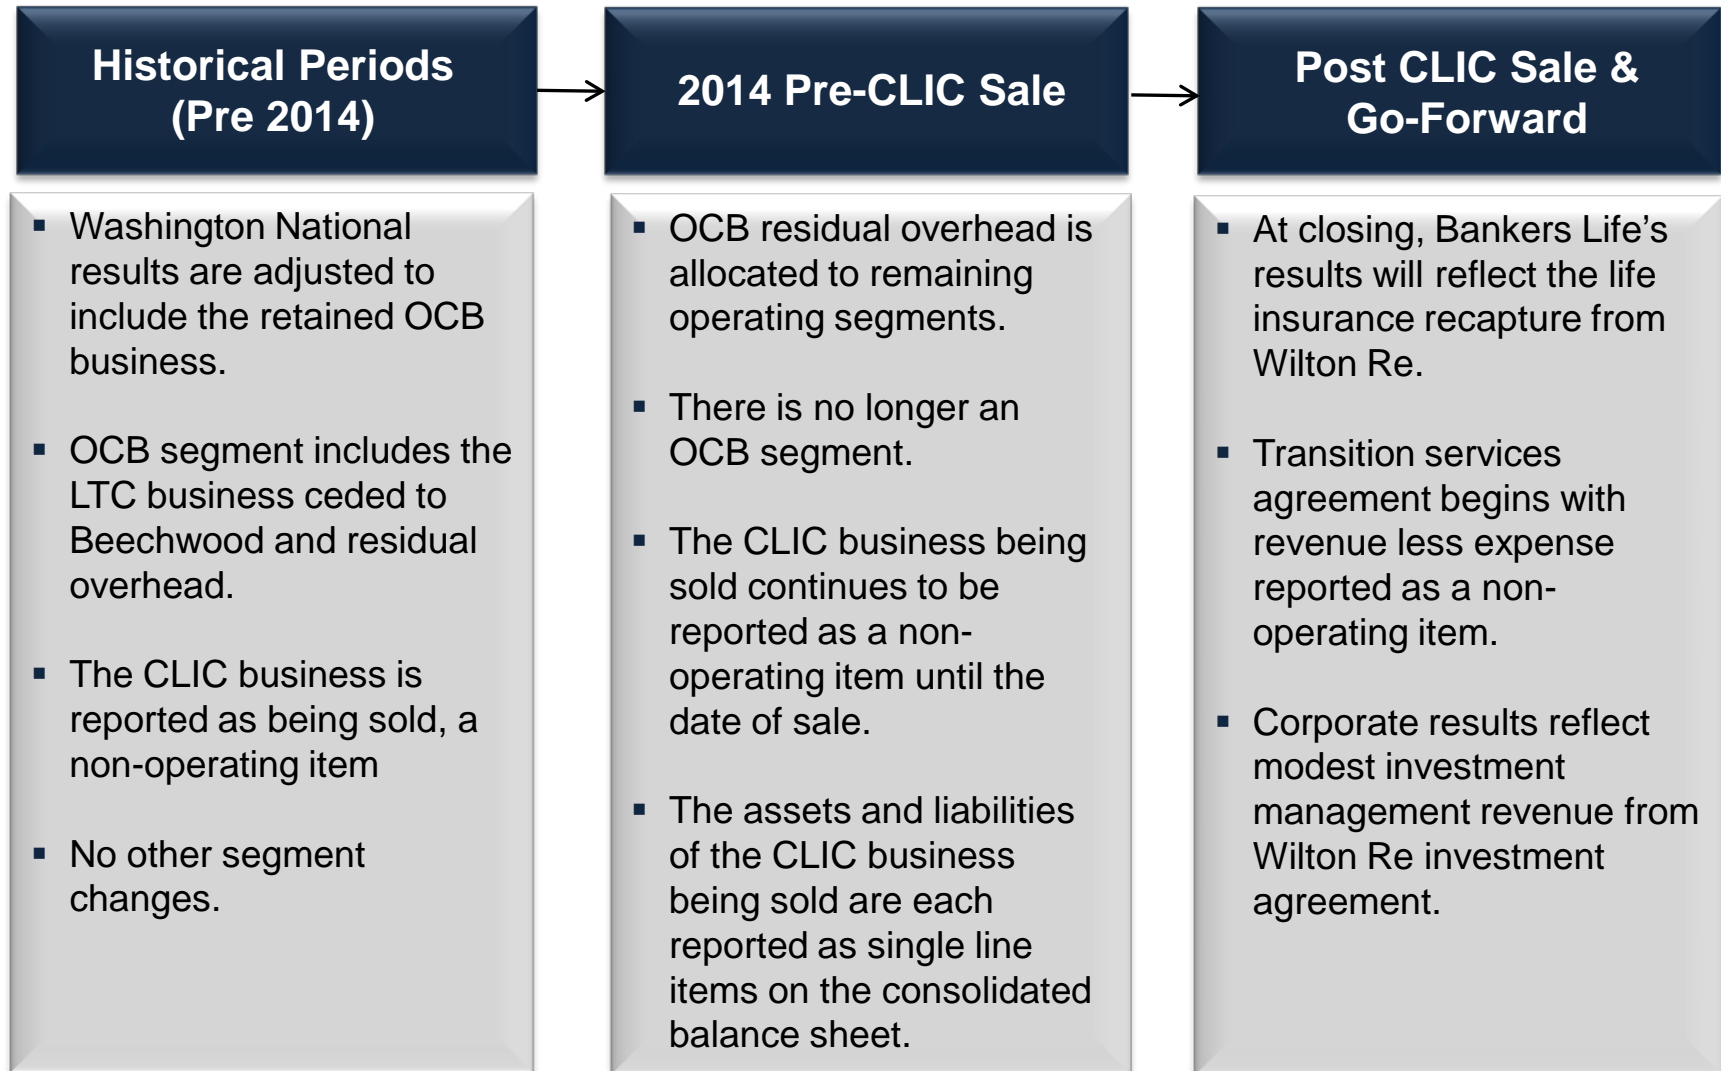 Historical Periods
(Pre 2014)
▪ Washington National
results are adjusted to
include the retained OCB
business.
▪ OCB segment includes the
LTC business ceded to
Beechwood and residual
overhead.
▪ The CLIC business is
reported as being sold, a
non-operating item
▪ No other segment
changes.
2014 Pre-CLIC Sale
▪ OCB residual overhead is
allocated to remaining
operating segments.
▪ There is no longer an
OCB segment.
▪ The CLIC business being
sold continues to be
reported as a non-
operating item until the
date of sale.
▪ The assets and liabilities
of the CLIC business
being sold are each
reported as single line
items on the consolidated
balance sheet.
Post CLIC Sale &
Go-Forward
▪ At closing, Bankers Life’s
results will reflect the life
insurance recapture from
Wilton Re.
▪ Transition services
agreement begins with
revenue less expense
reported as a non-
operating item.
▪ Corporate results reflect
modest investment
management revenue from
Wilton Re investment
agreement.